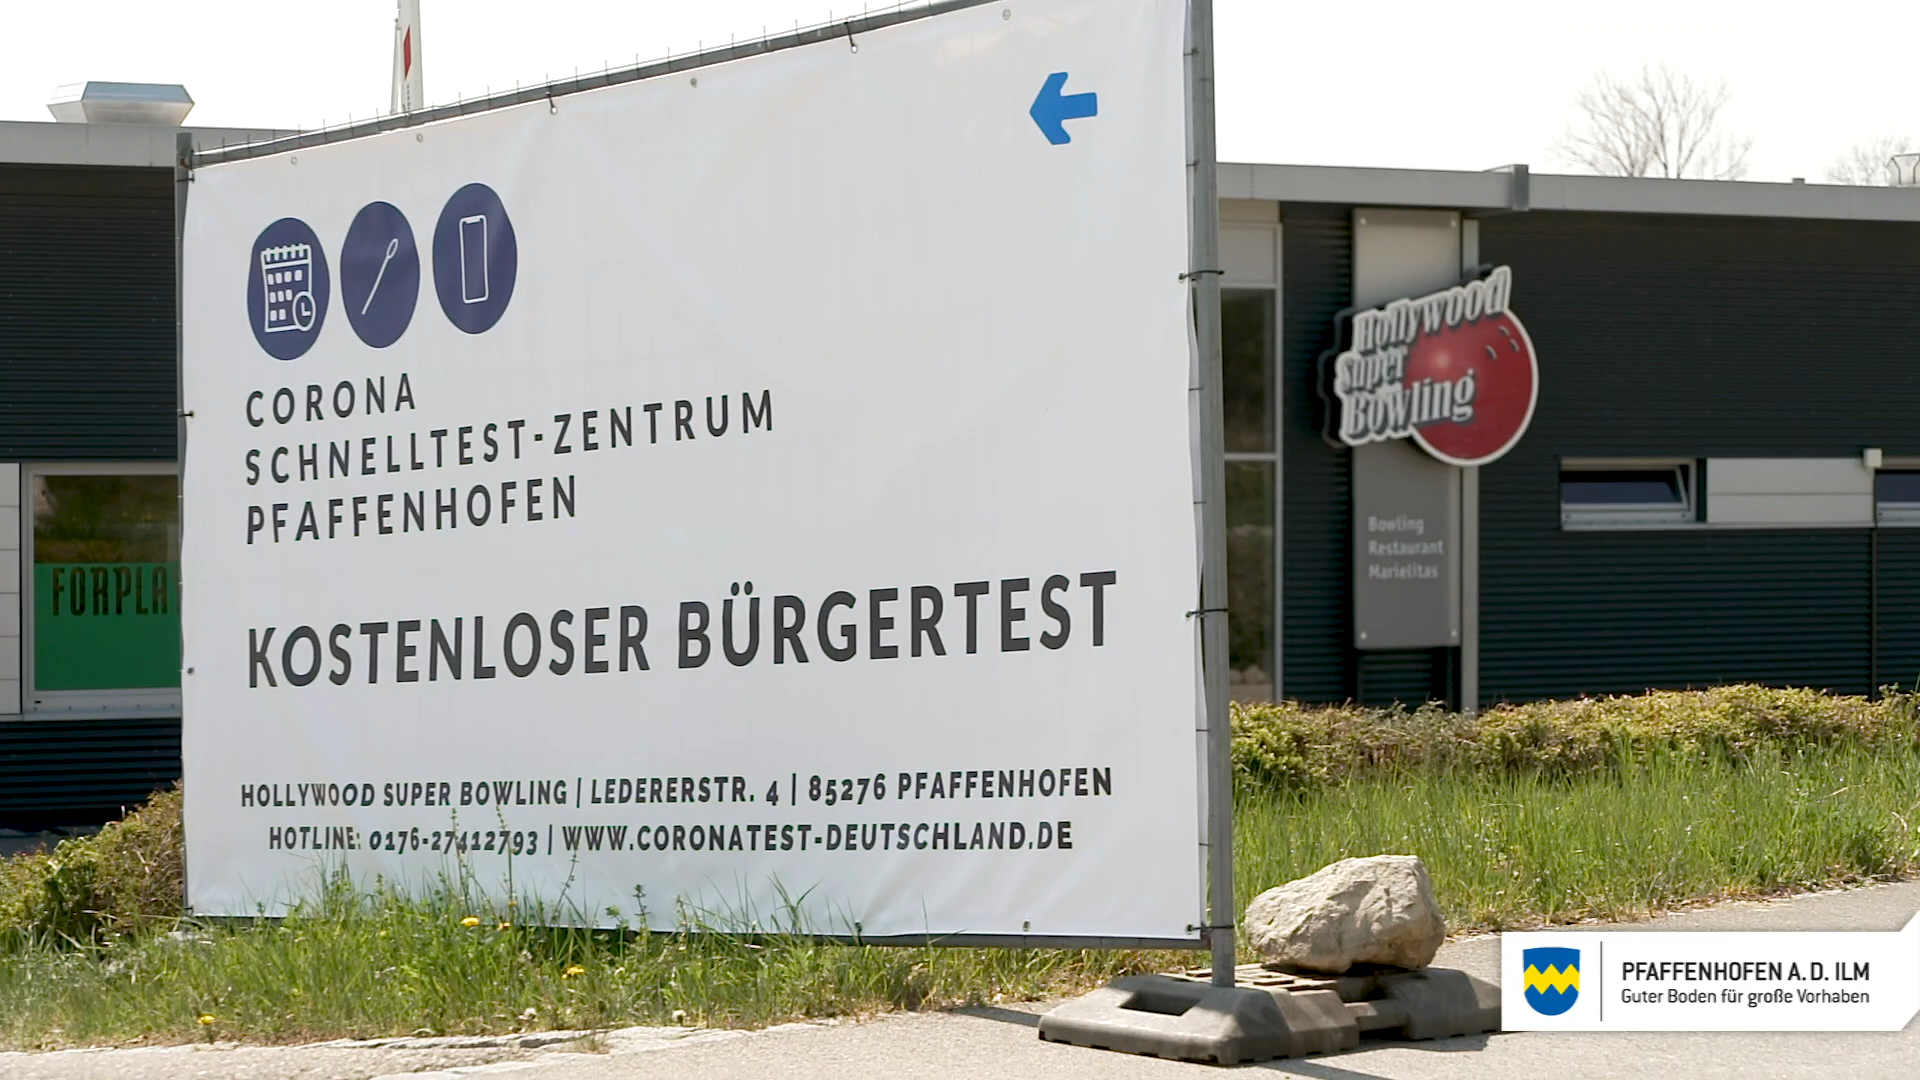 CORONA
SCHNELLTEST-ZENTRUM
PFAFFENHOFEN
KOSTENLOSER BÜRGERTEST
HOLLYWOOD SUPER BOWLING | LEDERERSTR. 4 | 85276 PFAFFENHOFEN
HOTLINE: 0176-27412793 | WWW.CORONATEST-DEUTSCHLAND.DE
FORPLA
Hollywood
Super
Bowling
Bowling
Restaurant
Marielitas
PFAFFENHOFEN A. D. ILM
Guter Boden für große Vorhaben